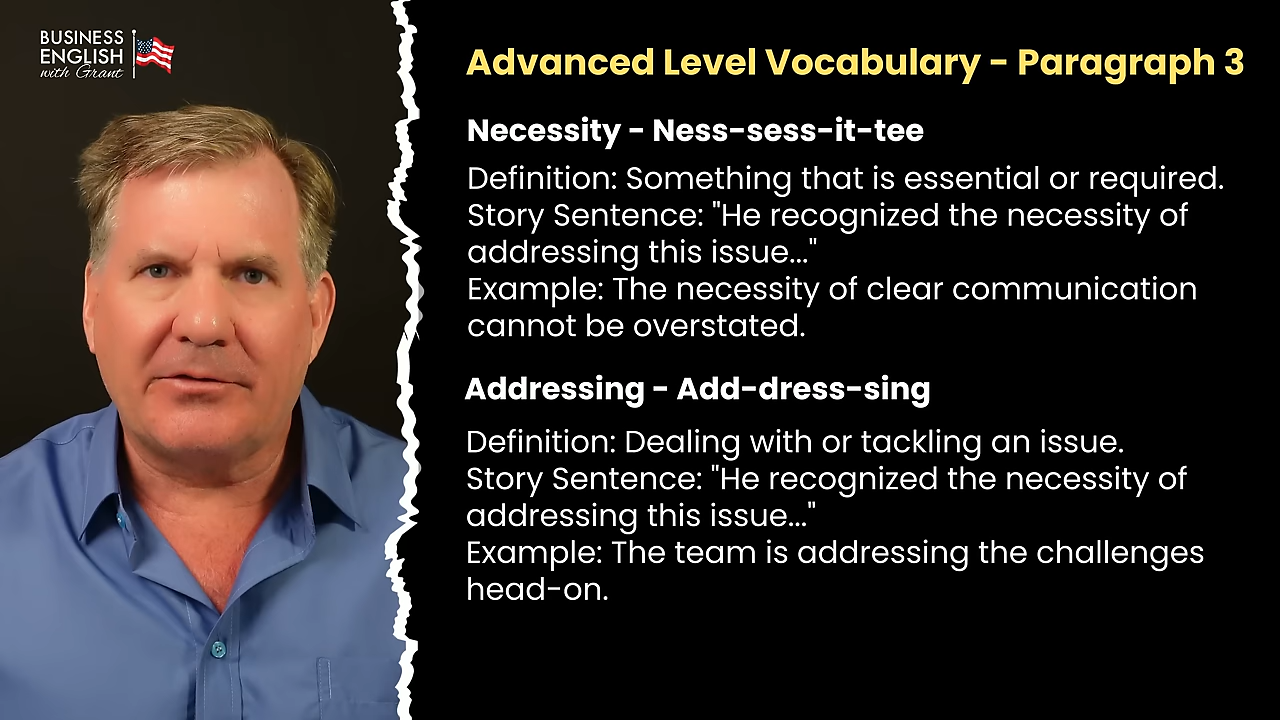 BUSINESS
ENGLISH
with Grant
Advanced Level Vocabulary - Paragraph 3
Necessity - Ness-sess-it-tee
Definition: Something that is essential or required.
Story Sentence: "He recognized the necessity of
addressing this issue..."
Example: The necessity of clear communication
cannot be overstated.
Addressing - Add-dress-sing
Definition: Dealing with or tackling an issue.
Story Sentence: "He recognized the necessity of
addressing this issue..."
Example: The team is addressing the challenges
head-on.